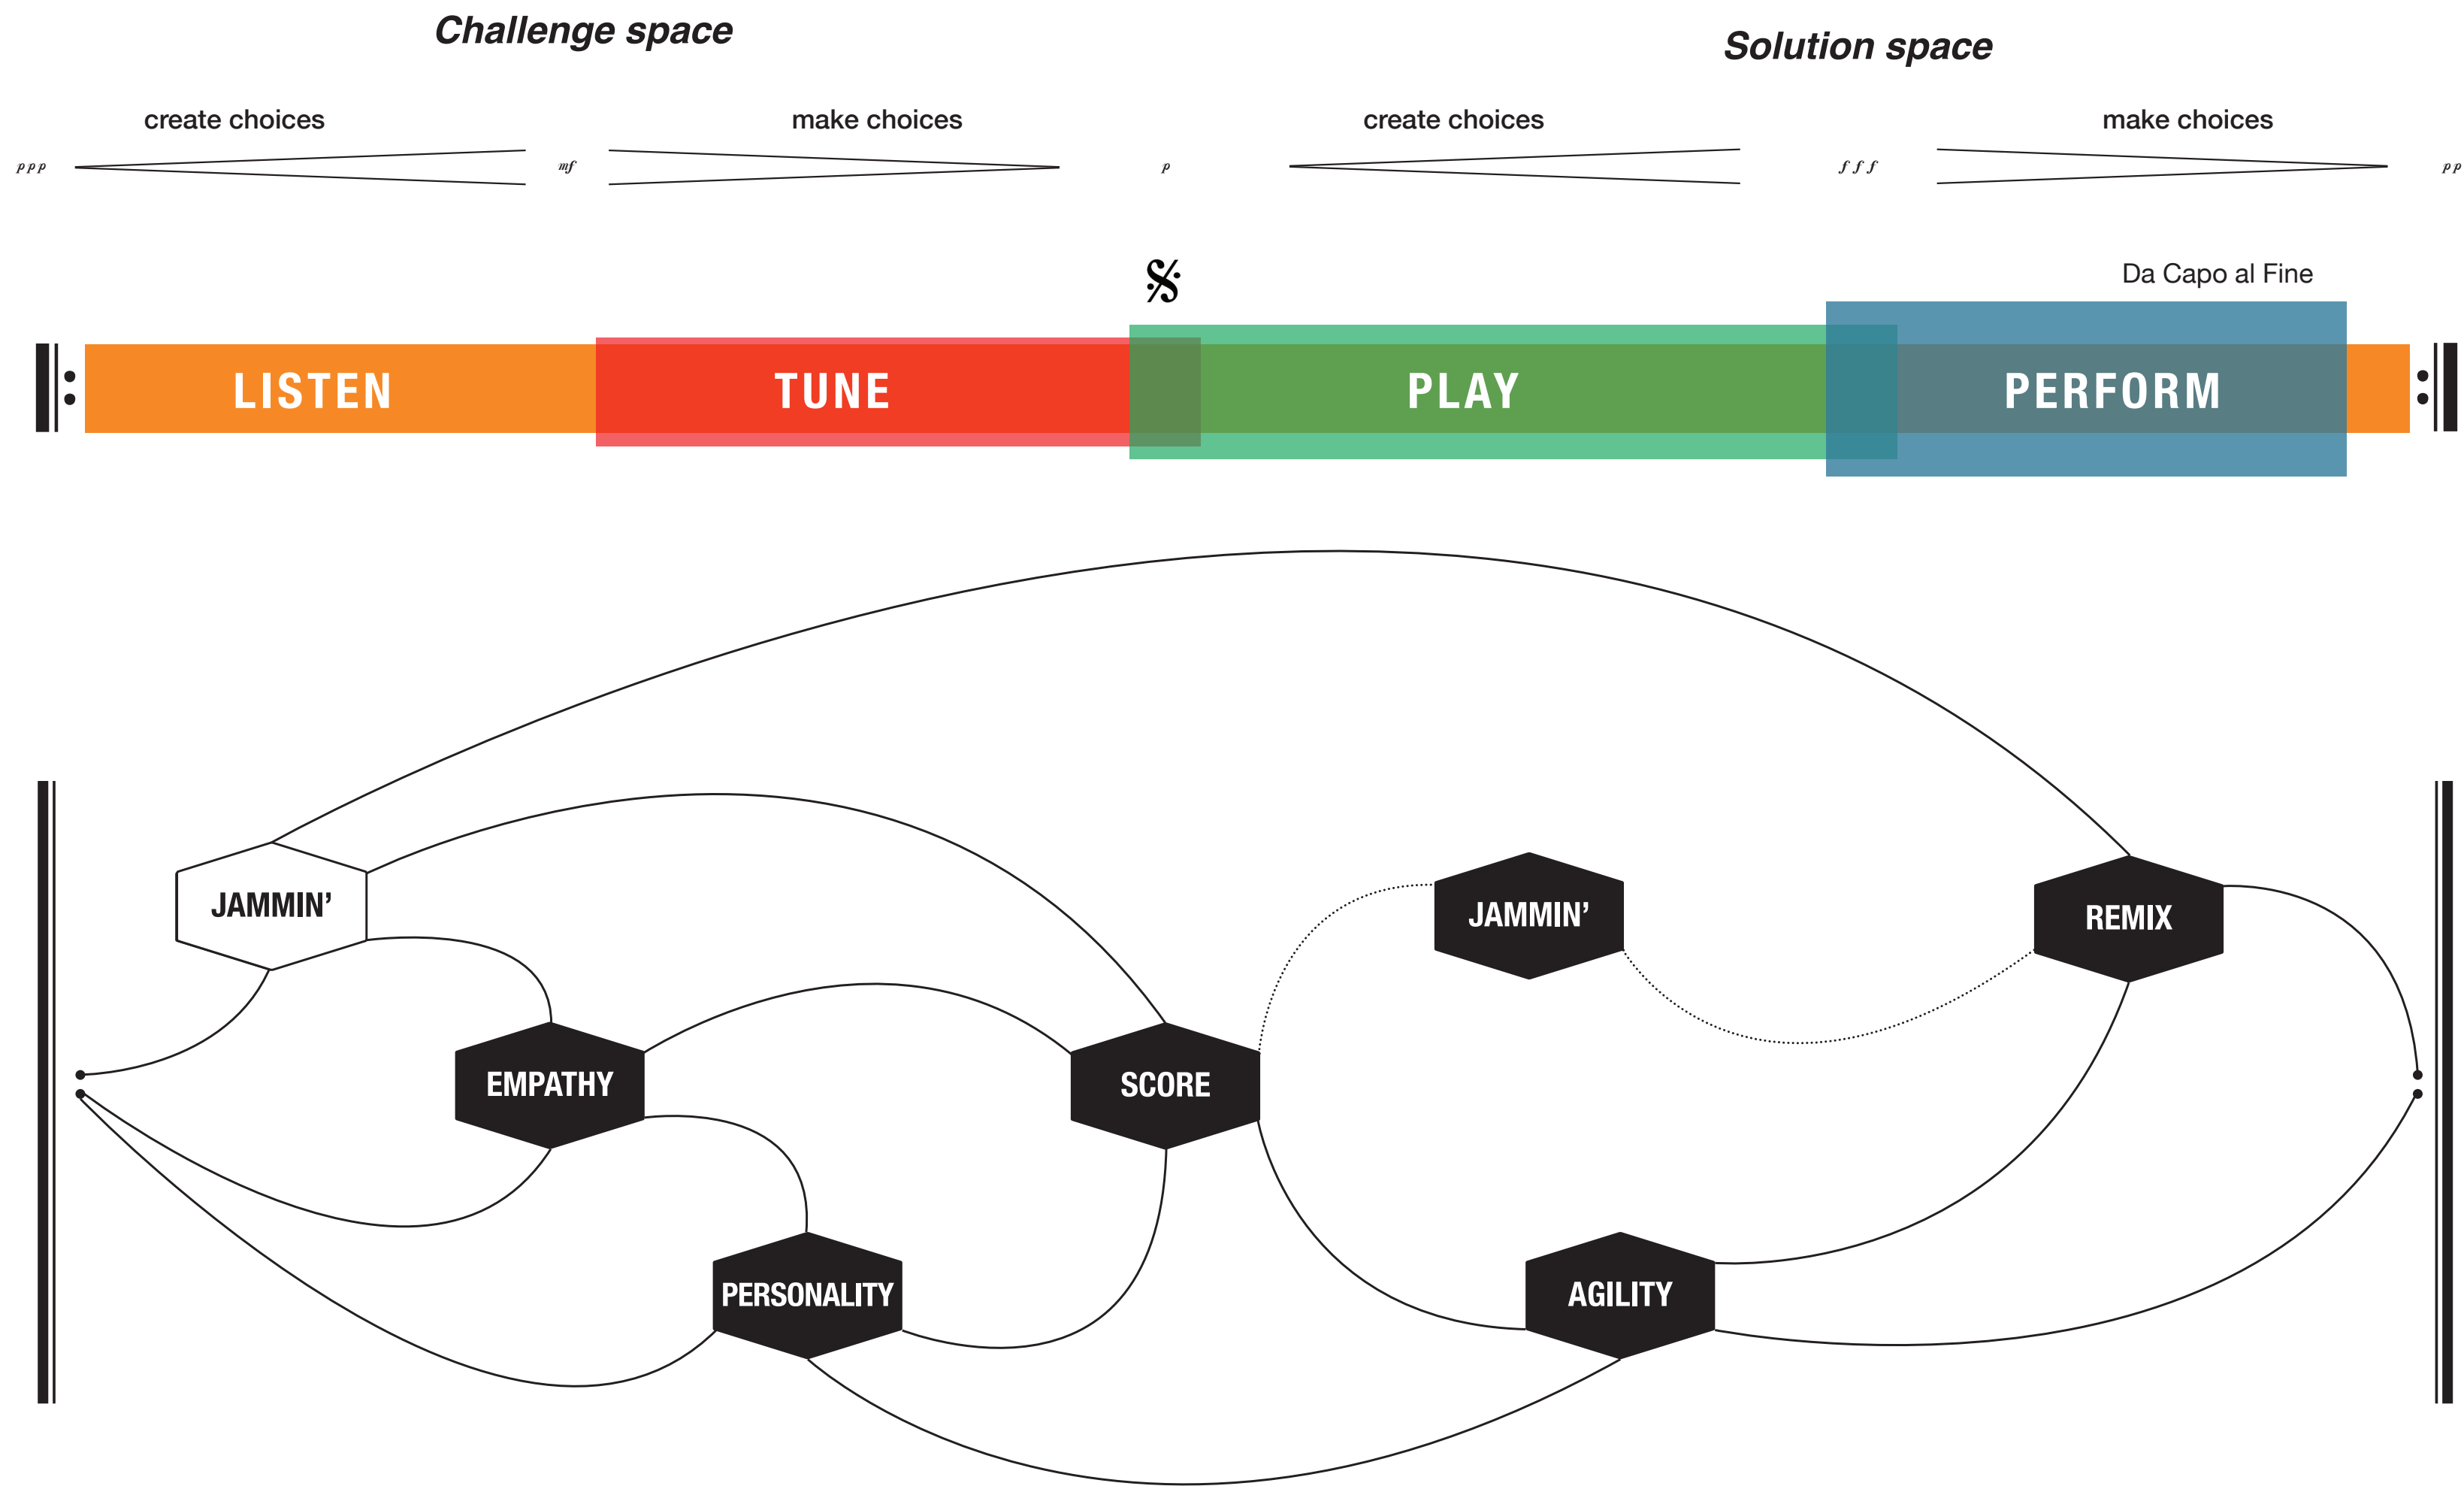 Challenge space
Solution space
create choices
make choices
create choices
make choices
ppp
mf
p
fff
pp
Da Capo al Fine
LISTEN
TUNE
PLAY
PERFORM
JAMMIN’
JAMMIN’
REMIX
EMPATHY
SCORE
PERSONALITY
AGILITY